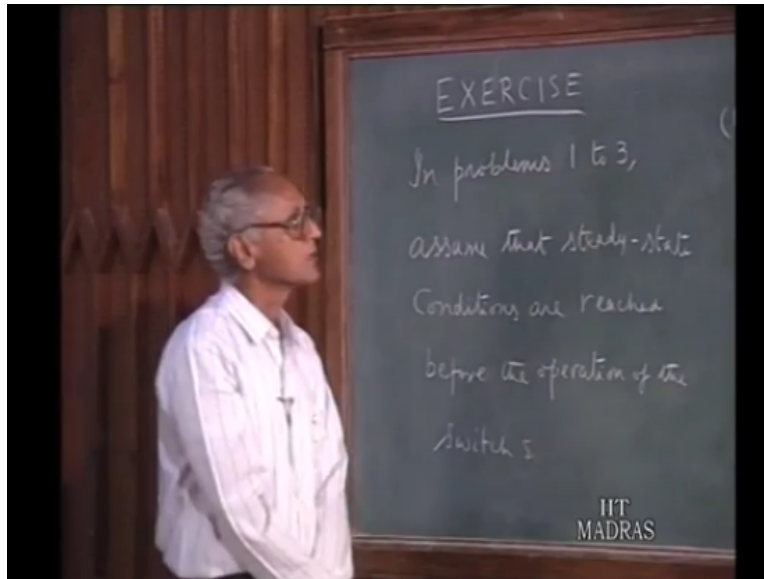 EXERCISE
In problems 1 to 3,
assume that steady-state
Conditions are reached
before the operation of the
switch s
IIT
MADRAS